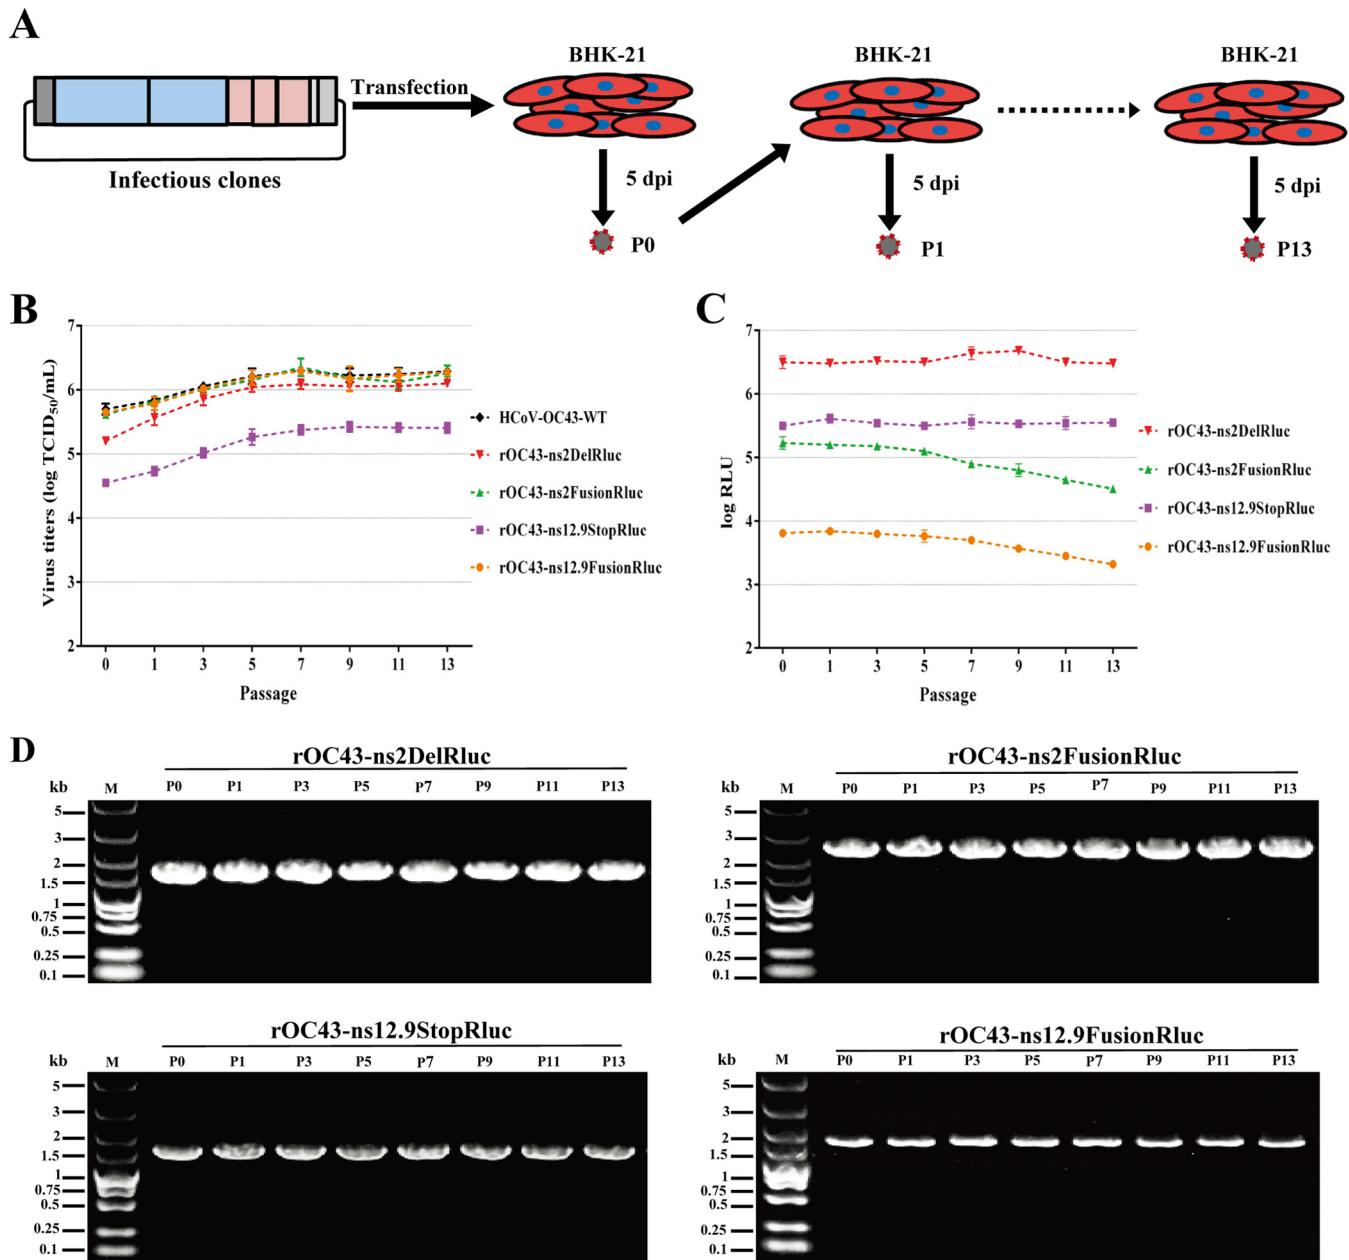 A
Infectious clones
Transfection
BHK-21
5 dpi
P0
BHK-21
5 dpi
P1
BHK-21
5 dpi
P13
B
Virus titers (log TCID50/mL)
7
6
5
4
3
2
0 1 3 5 7 9 11 13
Passage
HCoV-OC43-WT
rOC43-ns2DelRluc
rOC43-ns2FusionRluc
rOC43-ns12.9StopRluc
rOC43-ns12.9FusionRluc
C
log RLU
7
6
5
4
3
2
0 1 3 5 7 9 11 13
Passage
rOC43-ns2DelRluc
rOC43-ns2FusionRluc
rOC43-ns12.9StopRluc
rOC43-ns12.9FusionRluc
D
rOC43-ns2DelRluc
kb M P0 P1 P3 P5 P7 P9 P11 P13
5
3
2
1.5
1
0.75
0.5
0.25
0.1
rOC43-ns2FusionRluc
kb M P0 P1 P3 P5 P7 P9 P11 P13
5
3
2
1.5
1
0.75
0.5
0.25
0.1
rOC43-ns12.9StopRluc
kb M P0 P1 P3 P5 P7 P9 P11 P13
5
3
2
1.5
1
0.75
0.5
0.25
0.1
rOC43-ns12.9FusionRluc
kb M P0 P1 P3 P5 P7 P9 P11 P13
5
3
2
1.5
1
0.75
0.5
0.25
0.1